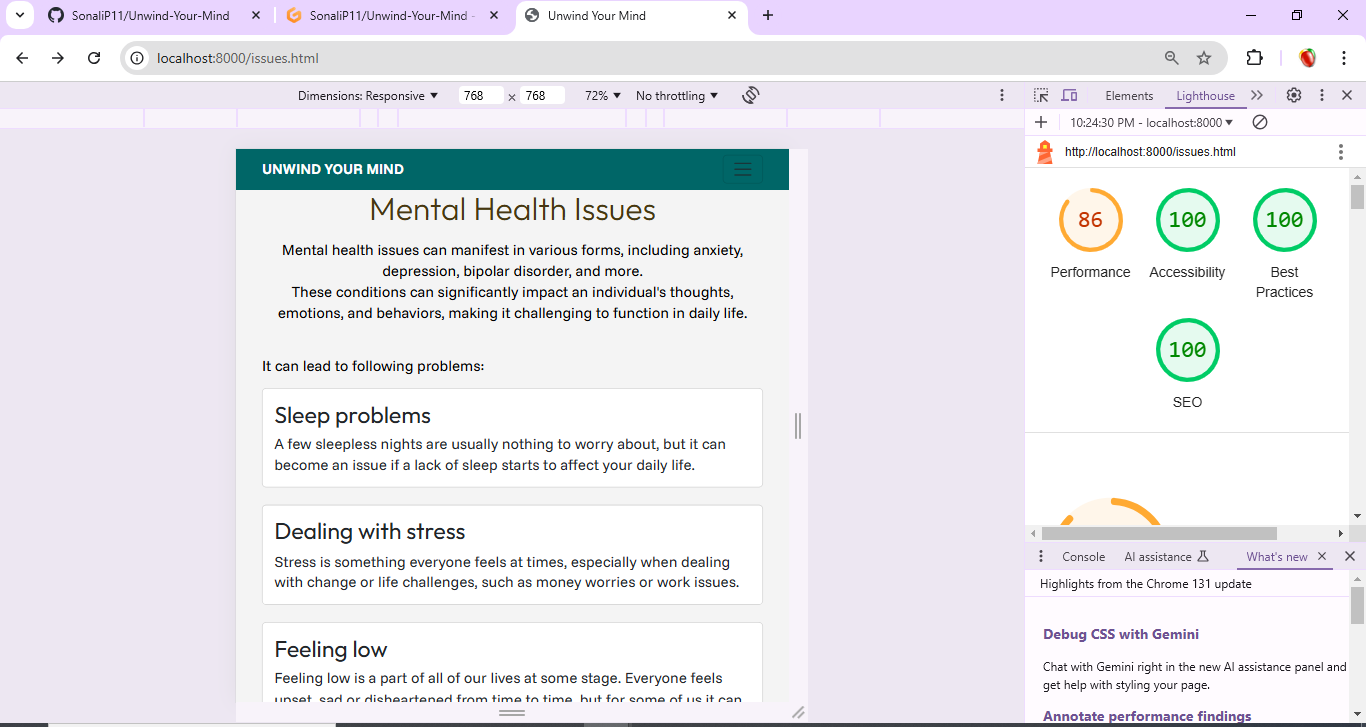 SonaliP11/Unwind-Your-Mind
SonaliP11/Unwind-Your-Mind -
Unwind Your Mind
localhost:8000/issues.html
Dimensions: Responsive
768 x 768
72%
No throttling
Elements
Lighthouse
10:24:30 PM - localhost:8000
http://localhost:8000/issues.html
UNWIND YOUR MIND
Mental Health Issues
Mental health issues can manifest in various forms, including anxiety,
depression, bipolar disorder, and more.
These conditions can significantly impact an individual's thoughts,
emotions, and behaviors, making it challenging to function in daily life.
It can lead to following problems:
Sleep problems
A few sleepless nights are usually nothing to worry about, but it can
become an issue if a lack of sleep starts to affect your daily life.
Dealing with stress
Stress is something everyone feels at times, especially when dealing
with change or life challenges, such as money worries or work issues.
Feeling low
Feeling low is a part of all of our lives at some stage. Everyone feels
upset, sad or disheartened from time to time, but for some of us it can
86
100
100
Performance
Accessibility
Best
Practices
100
SEO
Console
AI assistance
What's new
Highlights from the Chrome 131 update
Debug CSS with Gemini
Chat with Gemini right in the new AI assistance panel and
get help with styling your page.
Annotate performance findings